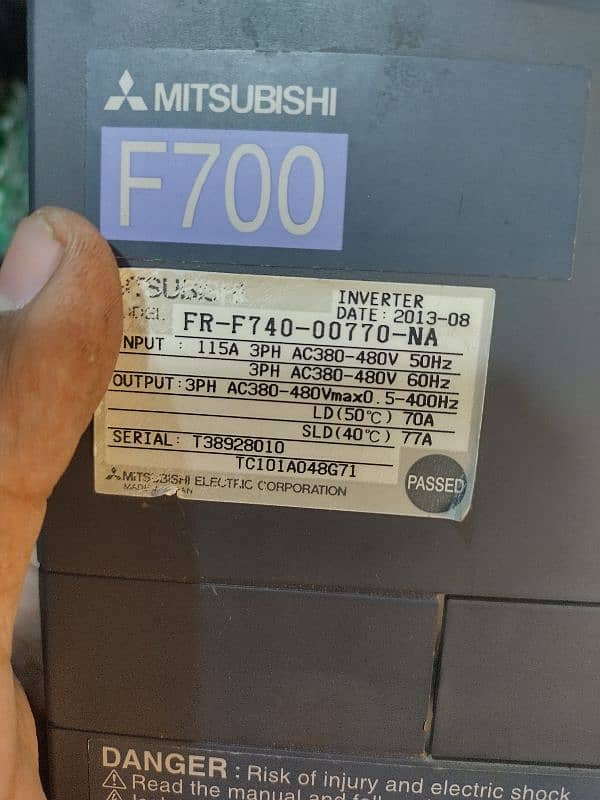 MITSUBISHI
F700
INVERTER
DATE: 2013-08
FR-F740-00770-NA
INPUT : 115A 3PH AC380-480V 50Hz
3PH AC380-480V 60Hz
OUTPUT:3PH AC380-480Vmax0.5-400Hz
LD(50℃) 70A
SLD(40℃) 77A
SERIAL: T38928010
TC101A048G71
MITSUBISHI ELECTRIC CORPORATION
PASSED
DANGER : Risk of injury and electric shock
Read the manual and